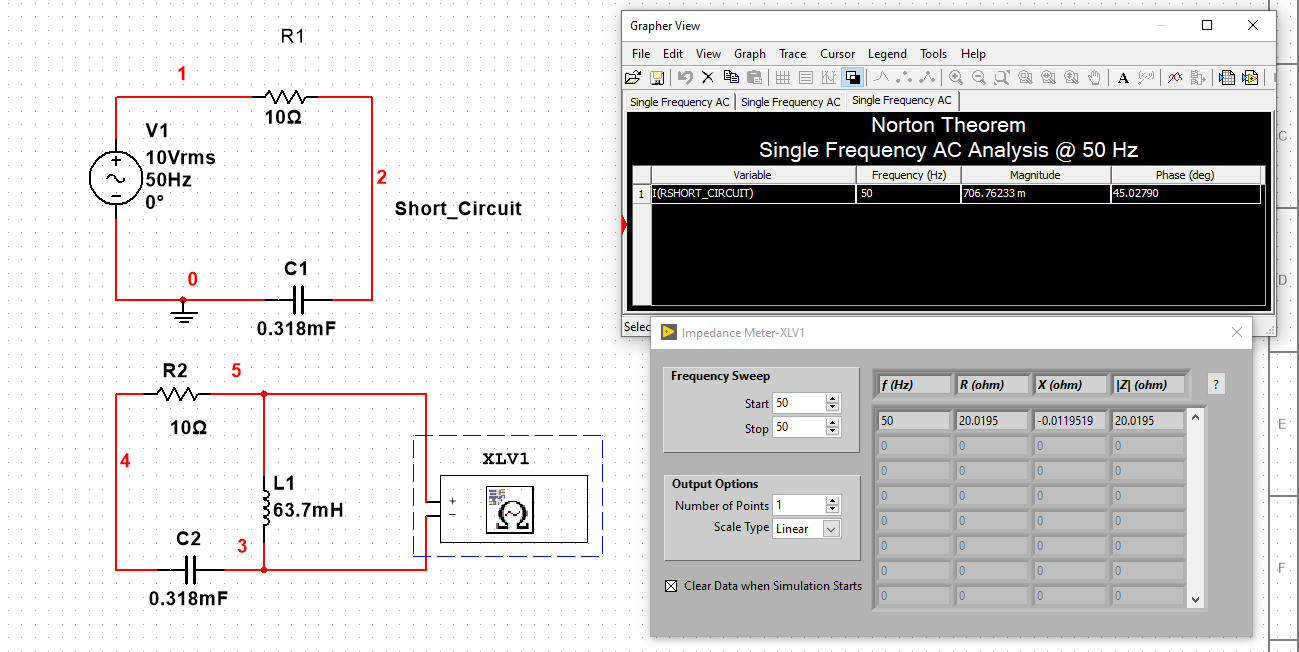 R1
1
10Ω
V1
10Vrms
50Hz
0°
2
Short_Circuit
0
C1
0.318mF
R2
5
10Ω
4
L1
63.7mH
C2
3
0.318mF
XLV1
+
−
Grapher View
File Edit View Graph Trace Cursor Legend Tools Help
Single Frequency AC Single Frequency AC Single Frequency AC
Norton Theorem
Single Frequency AC Analysis @ 50 Hz
Variable Frequency (Hz) Magnitude Phase (deg)
1 I(RSHORT_CIRCUIT) 50 706.76233 m 45.02790
Selec
Impedance Meter-XLV1
Frequency Sweep
Start 50
Stop 50
Output Options
Number of Points 1
Scale Type Linear
Clear Data when Simulation Starts
f (Hz) R (ohm) X (ohm) |Z| (ohm) ?
50 20.0195 -0.0119519 20.0195
0 0 0 0
0 0 0 0
0 0 0 0
0 0 0 0
0 0 0 0
0 0 0 0
0 0 0 0
C
D
E
F